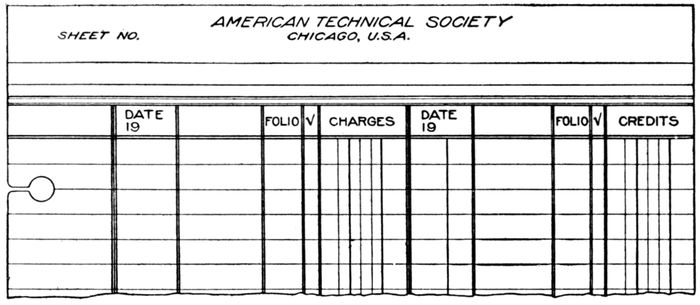 AMERICAN TECHNICAL SOCIETY
SHEET NO. CHICAGO, U.S.A.
DATE FOLIO √ CHARGES DATE FOLIO √ CREDITS
19 19